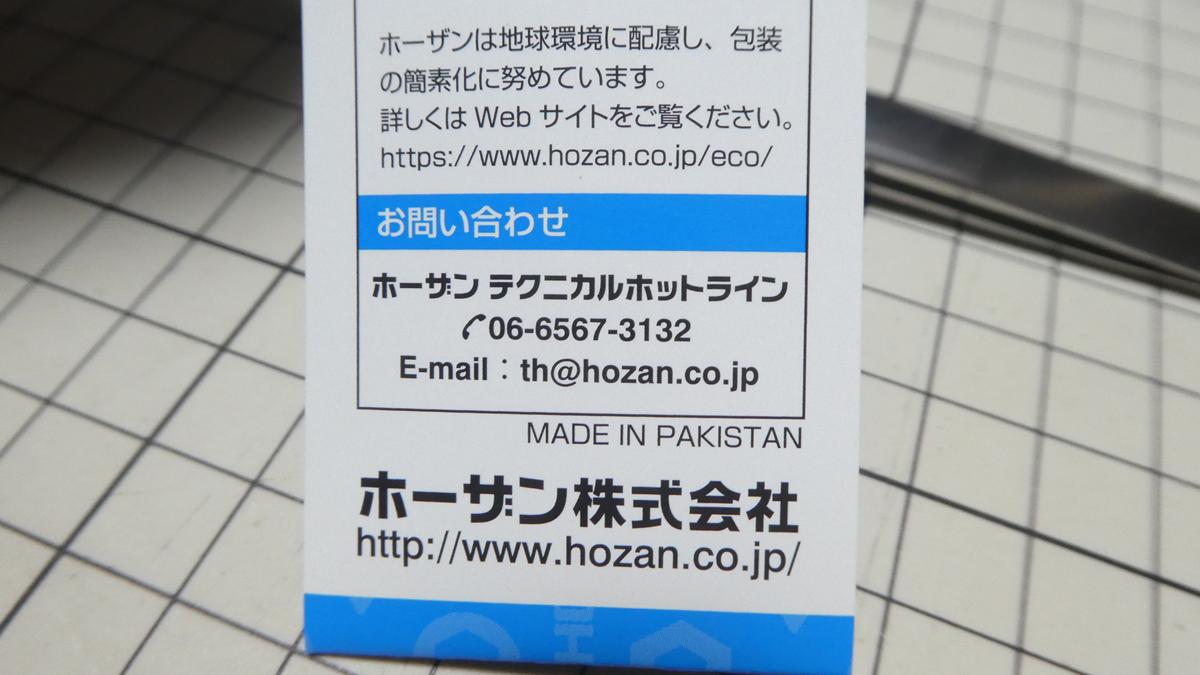 ホーザンは地球環境に配慮し、包装
の簡素化に努めています。
詳しくは Web サイトをご覧ください。
https://www.hozan.co.jp/eco/
お問い合わせ
ホーザン テクニカルホットライン
06-6567-3132
E-mail：th@hozan.co.jp
MADE IN PAKISTAN
ホーザン株式会社
http://www.hozan.co.jp/